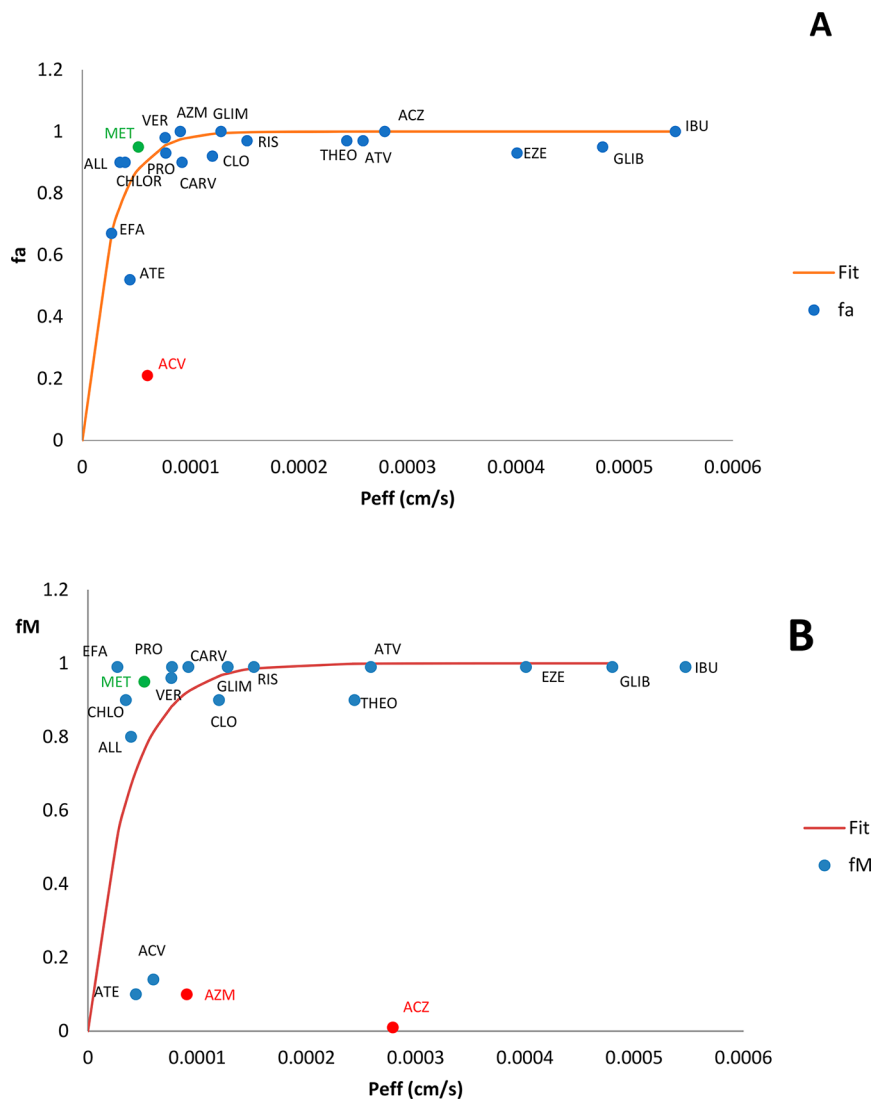 A
1.2
AZM GLIM ACZ
VER
IBU
MET
1
RIS
THEO ATV EZE GLIB
ALL PRO CLO
CHLOR CARV
0.8
EFA
0.6
fa
ATE
Fit
0.4
fa
ACV
0.2
0
0 0.0001 0.0002 0.0003 0.0004 0.0005 0.0006
Peff (cm/s)
1.2
fM
B
EFA PRO CARV ATV
1
MET VER GLIM RIS EZE GLIB IBU
CHLO CLO THEO
0.8
ALL
0.6
Fit
fM
0.4
0.2
ACV
ATE AZM ACZ
0
0 0.0001 0.0002 0.0003 0.0004 0.0005 0.0006
Peff (cm/s)